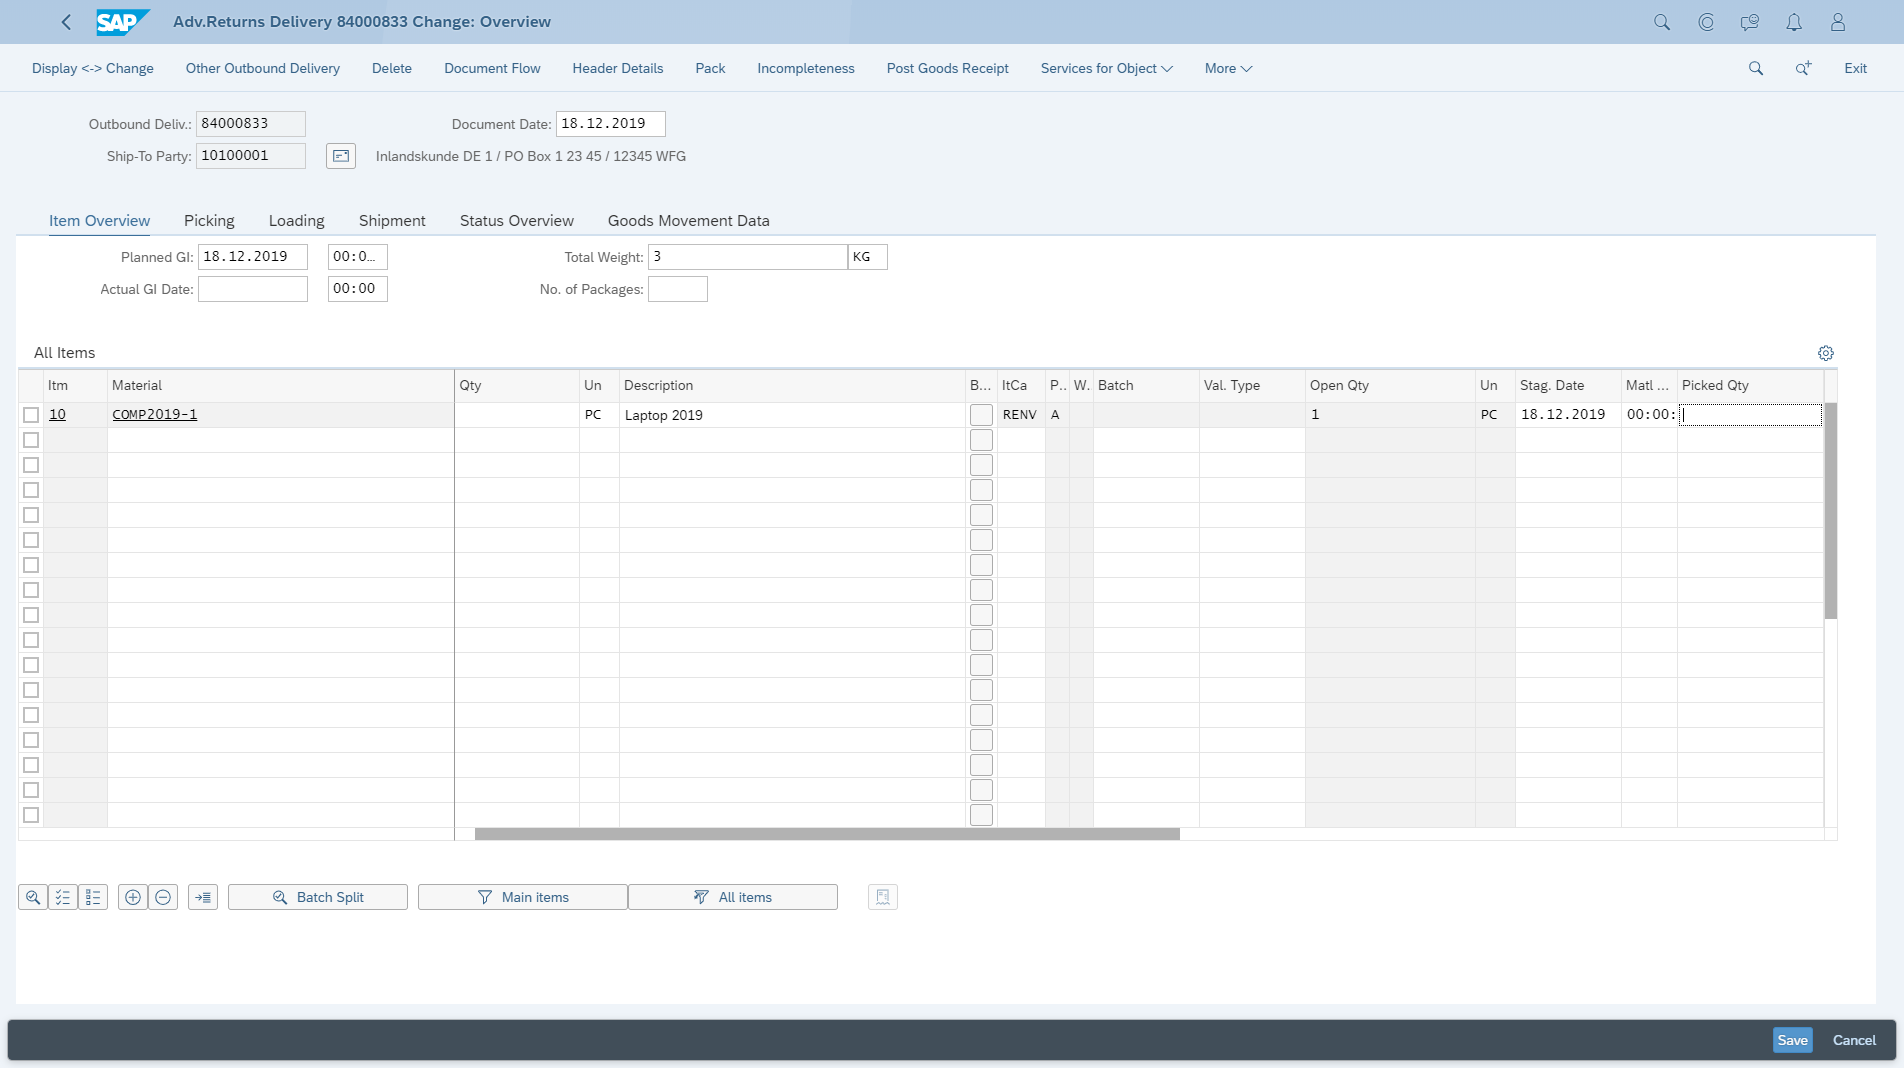 SAP Adv.Returns Delivery 84000833 Change: Overview
Display <-> Change Other Outbound Delivery Delete Document Flow Header Details Pack Incompleteness Post Goods Receipt Services for Object More Exit
Outbound Deliv.: 84000833 Document Date: 18.12.2019
Ship-To Party: 10100001 Inlandskunde DE 1 / PO Box 1 23 45 / 12345 WFG
Item Overview Picking Loading Shipment Status Overview Goods Movement Data
Planned GI: 18.12.2019 00:0... Total Weight: 3 KG
Actual GI Date: 00:00 No. of Packages:
All Items
Itm Material Qty Un Description B... ItCa P.. W. Batch Val. Type Open Qty Un Stag. Date Matl ... Picked Qty
10 COMP2019-1 PC Laptop 2019 RENV A 1 PC 18.12.2019 00:00:
Batch Split Main items All items
Save Cancel